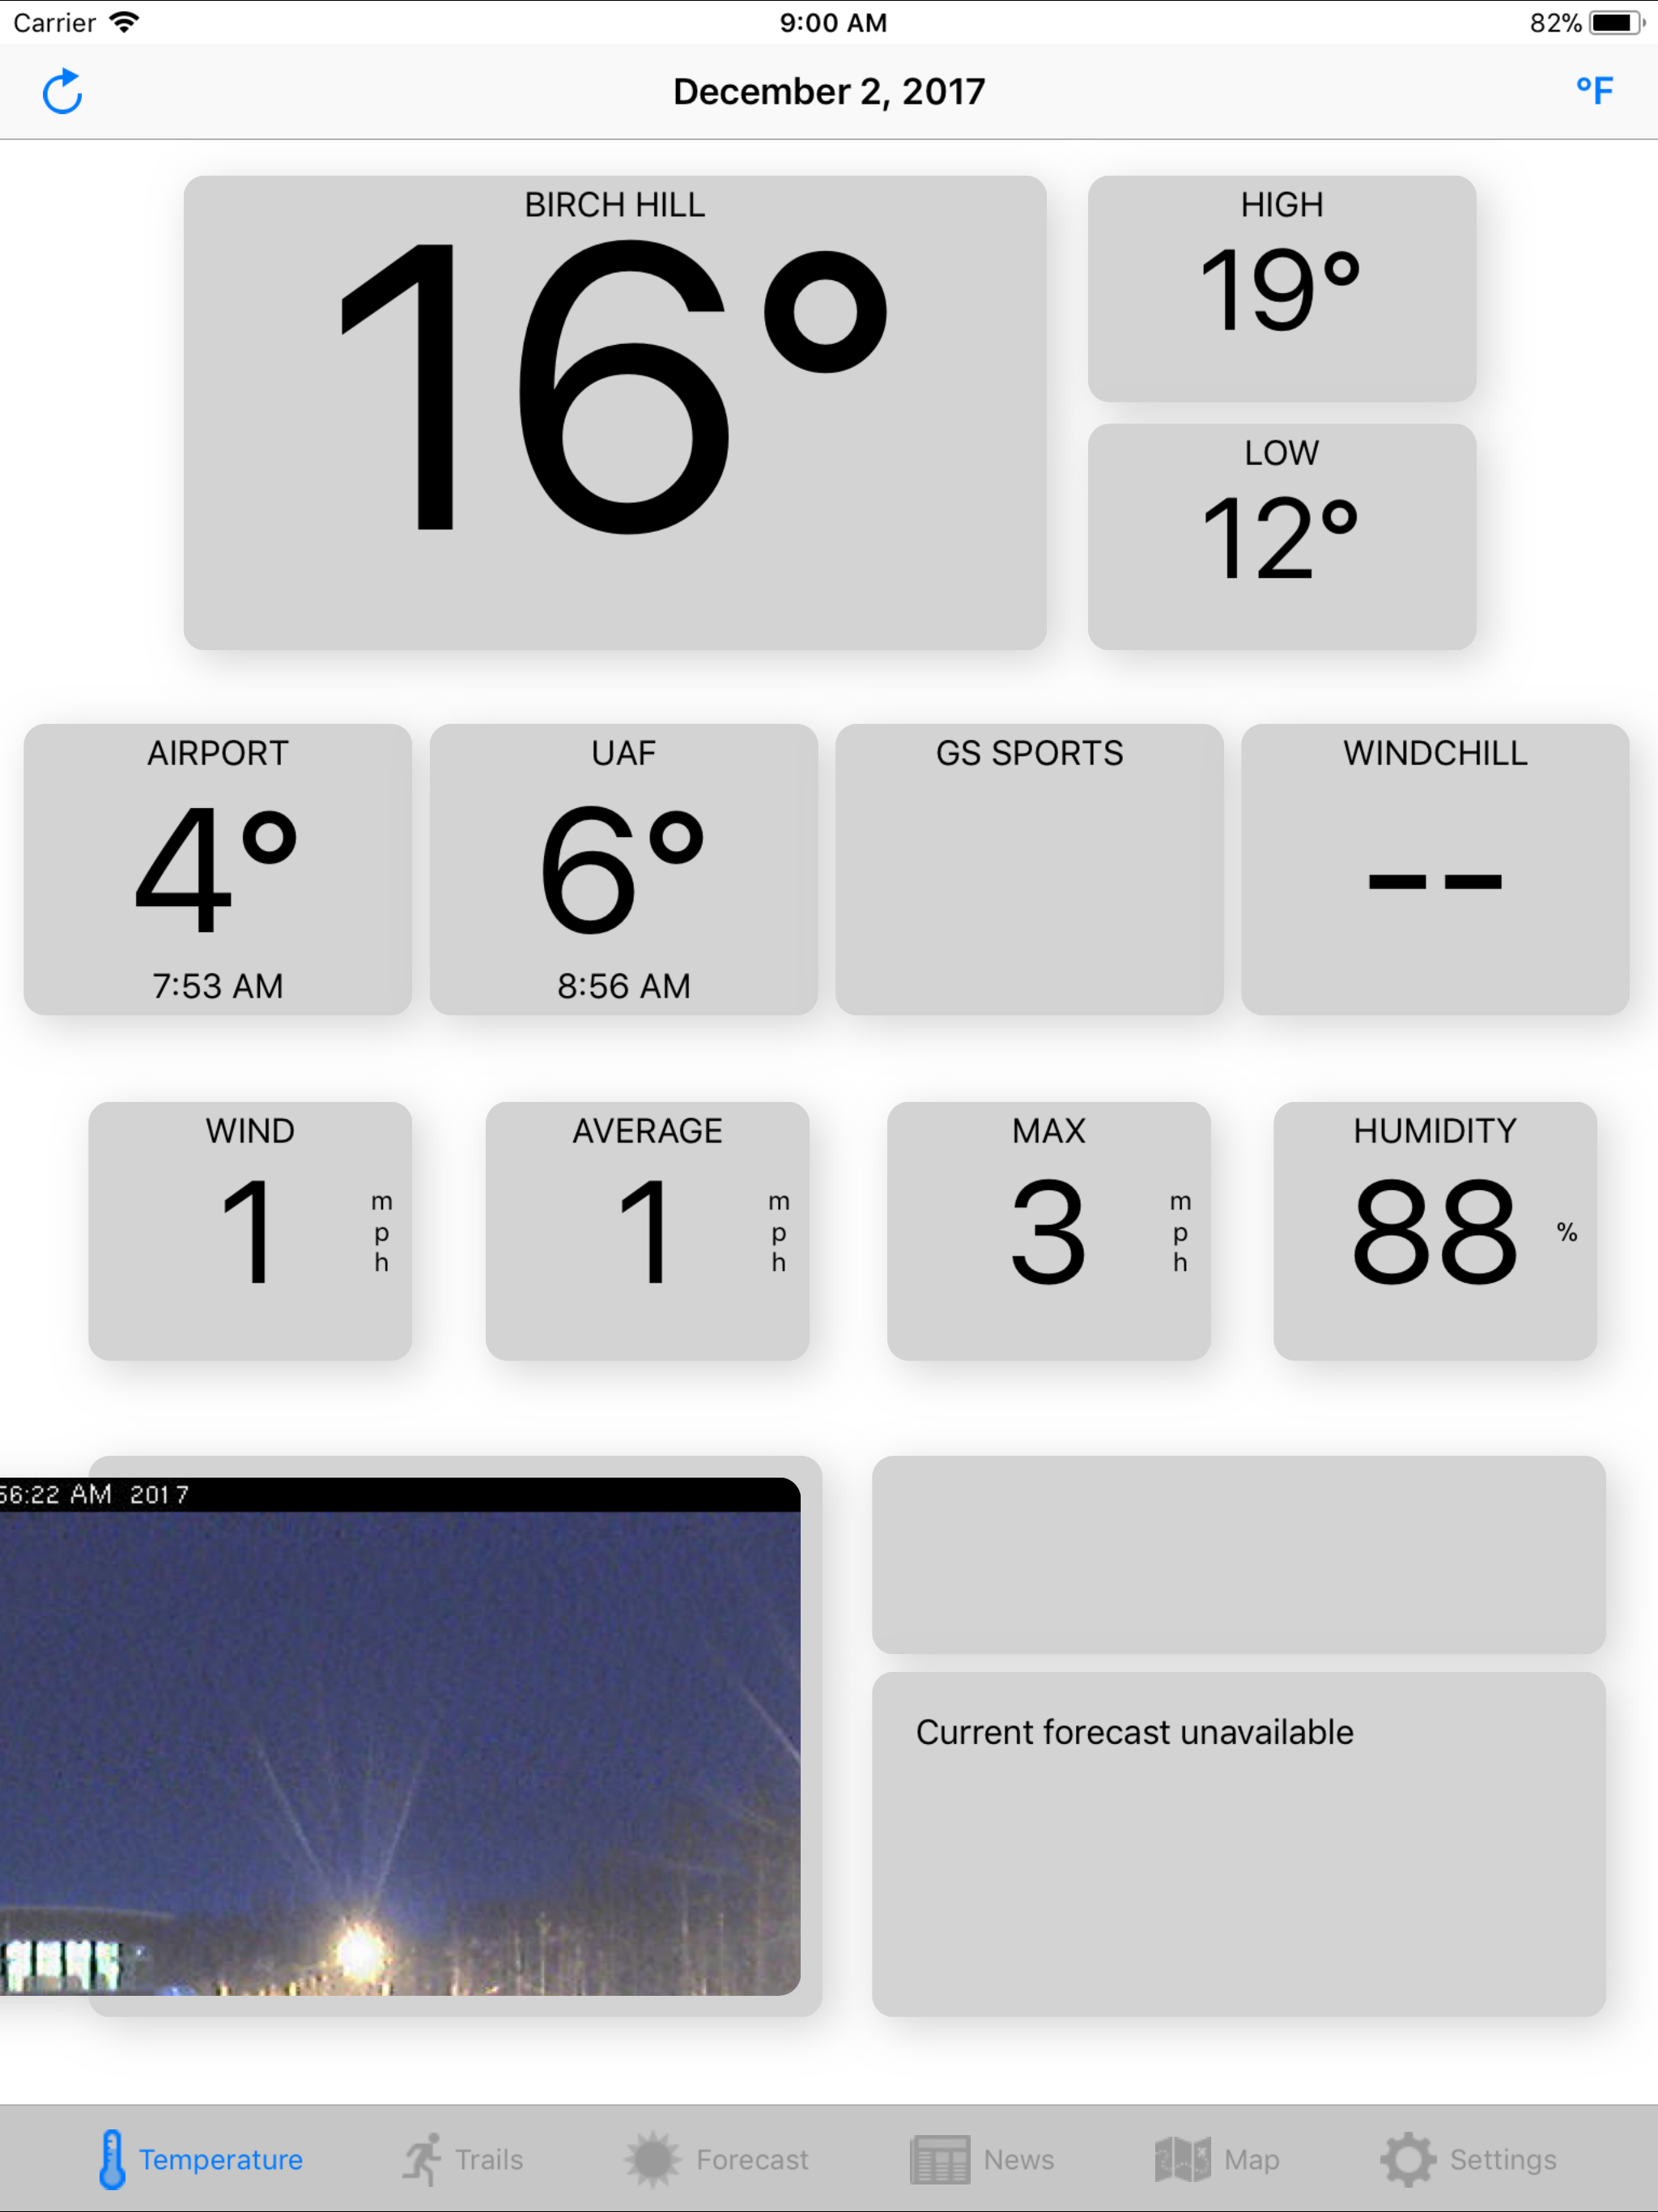 Carrier 9:00 AM 82%
December 2, 2017 °F
BIRCH HILL
16°
HIGH
19°
LOW
12°
AIRPORT
4°
7:53 AM
UAF
6°
8:56 AM
GS SPORTS
WINDCHILL
--
WIND
1 mph
AVERAGE
1 mph
MAX
3 mph
HUMIDITY
88 %
56:22 AM 2017
Current forecast unavailable
Temperature Trails Forecast News Map Settings